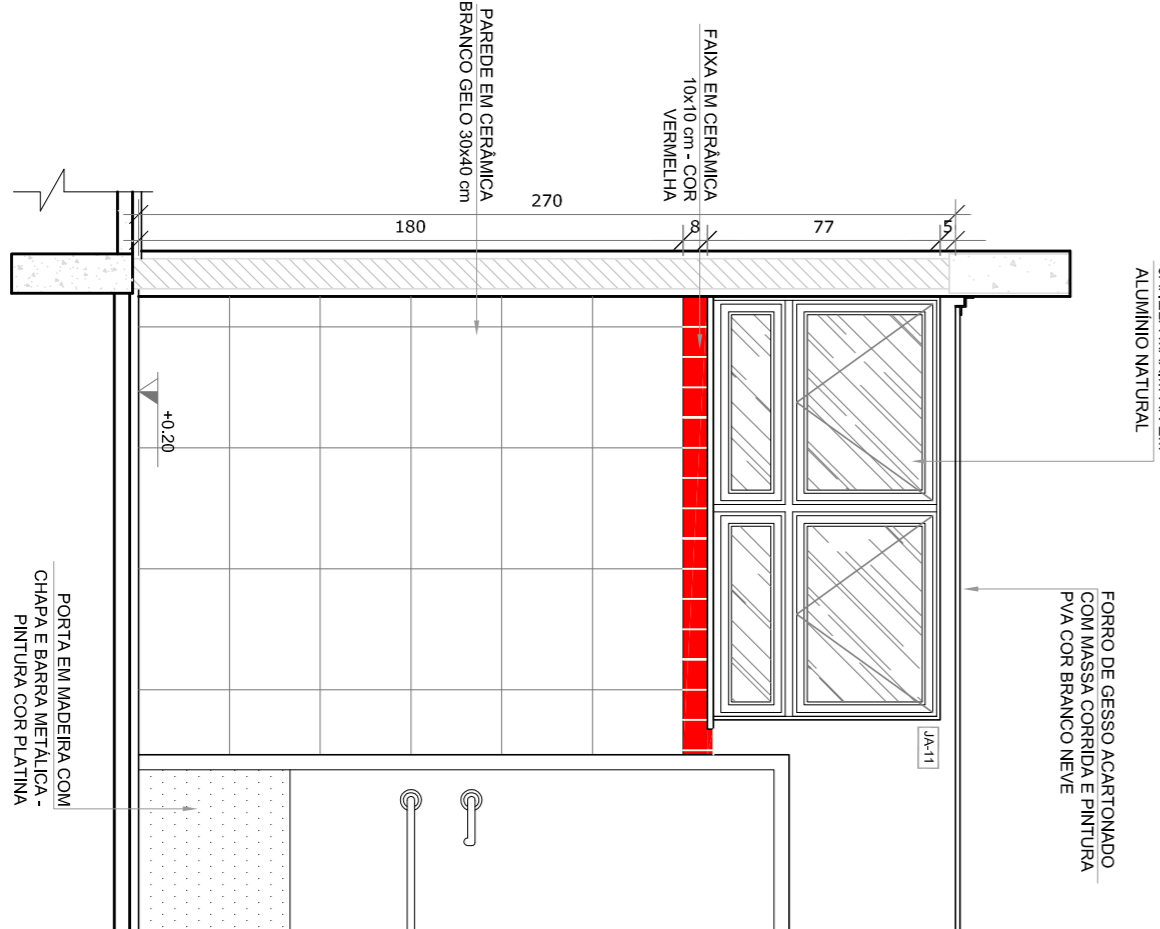 PAREDE EM CERÂMICA
BRANCO GELO 30x40 cm
FAIXA EM CERÂMICA
10x10 cm - COR
VERMELHA
270
180
8
77
5
ALUMÍNIO NATURAL
+0.20
JA-11
FORRO DE GESSO ACARTONADO
COM MASSA CORRIDA E PINTURA
PVA COR BRANCO NEVE
PORTA EM MADEIRA COM
CHAPA E BARRA METÁLICA -
PINTURA COR PLATINA